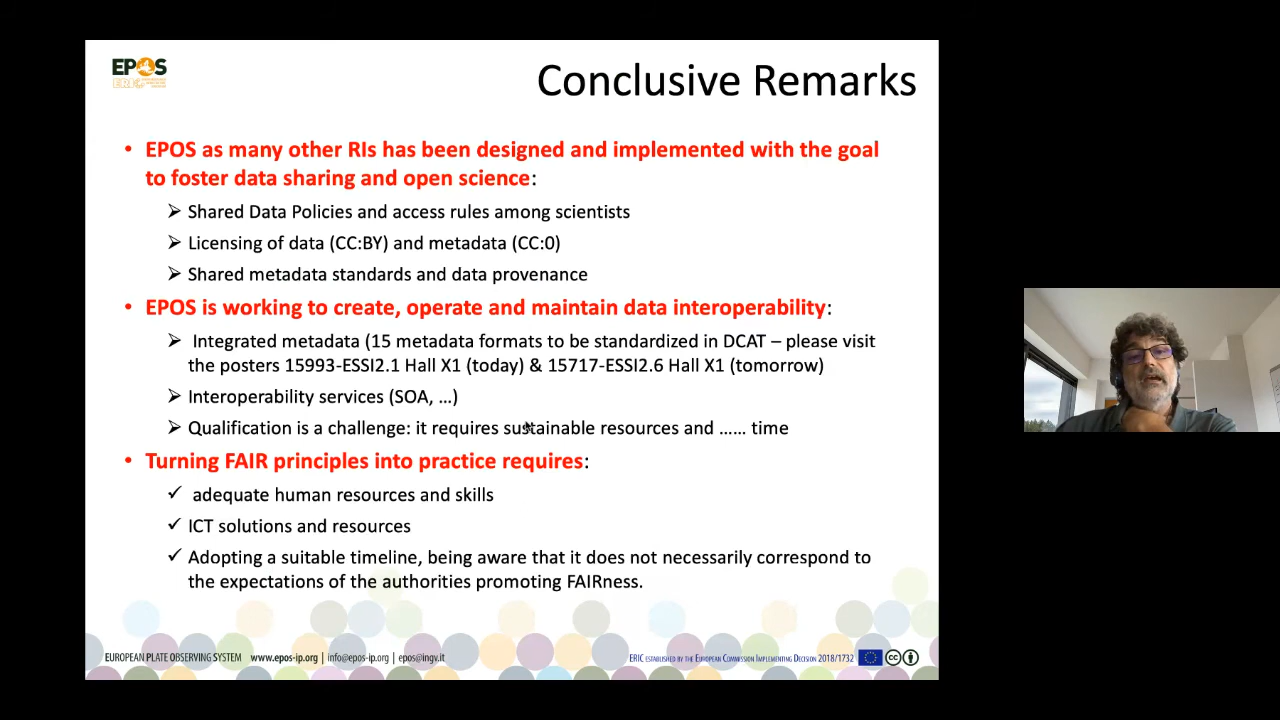 EPOS
ERIC
Conclusive Remarks
• EPOS as many other RIs has been designed and implemented with the goal
to foster data sharing and open science:
➢ Shared Data Policies and access rules among scientists
➢ Licensing of data (CC:BY) and metadata (CC:0)
➢ Shared metadata standards and data provenance
• EPOS is working to create, operate and maintain data interoperability:
➢ Integrated metadata (15 metadata formats to be standardized in DCAT – please visit
the posters 15993-ESSI2.1 Hall X1 (today) & 15717-ESSI2.6 Hall X1 (tomorrow)
➢ Interoperability services (SOA, …)
➢ Qualification is a challenge: it requires sustainable resources and …… time
• Turning FAIR principles into practice requires:
✓ adequate human resources and skills
✓ ICT solutions and resources
✓ Adopting a suitable timeline, being aware that it does not necessarily correspond to
the expectations of the authorities promoting FAIRness.
EUROPEAN PLATE OBSERVING SYSTEM www.epos-ip.org | info@epos-ip.org | epos@ingv.it ERIC ESTABLISHED BY THE EUROPEAN COMMISSION IMPLEMENTING DECISION 2018/1732 cc